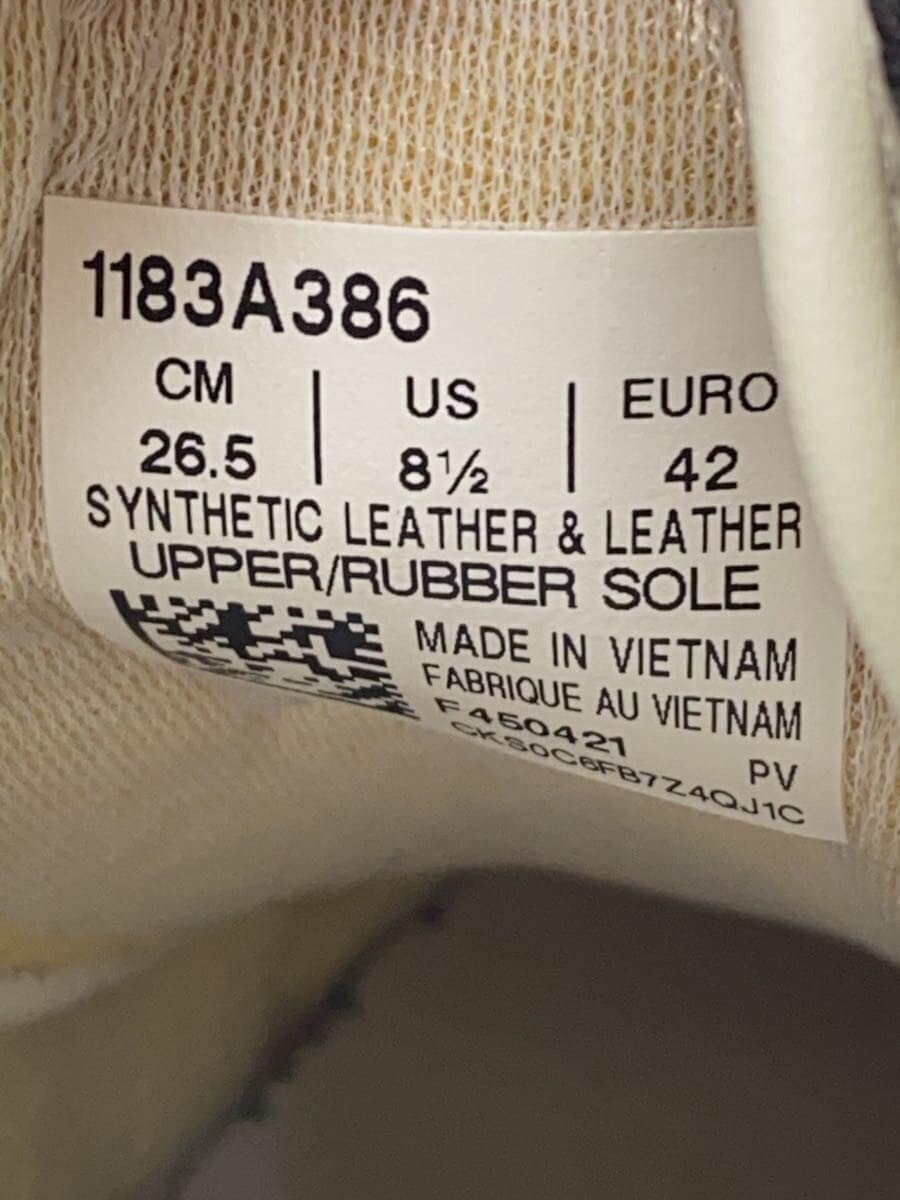 1183A386
CM | US | EURO
26.5 | 8½ | 42
SYNTHETIC LEATHER & LEATHER
UPPER/RUBBER SOLE
MADE IN VIETNAM
FABRIQUE AU VIETNAM
F450421 PV
CKS0C6FB7Z4QJ1C